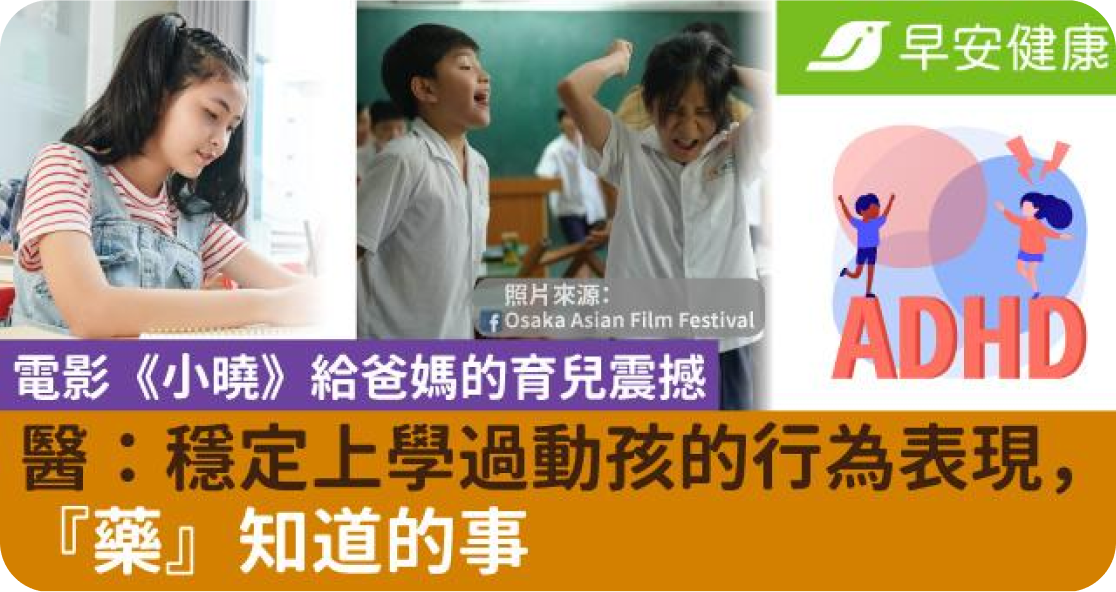 早安健康
照片來源：
f Osaka Asian Film Festival
ADHD
電影《小曉》給爸媽的育兒震撼
醫：穩定上學過動孩的行為表現，
『藥』知道的事